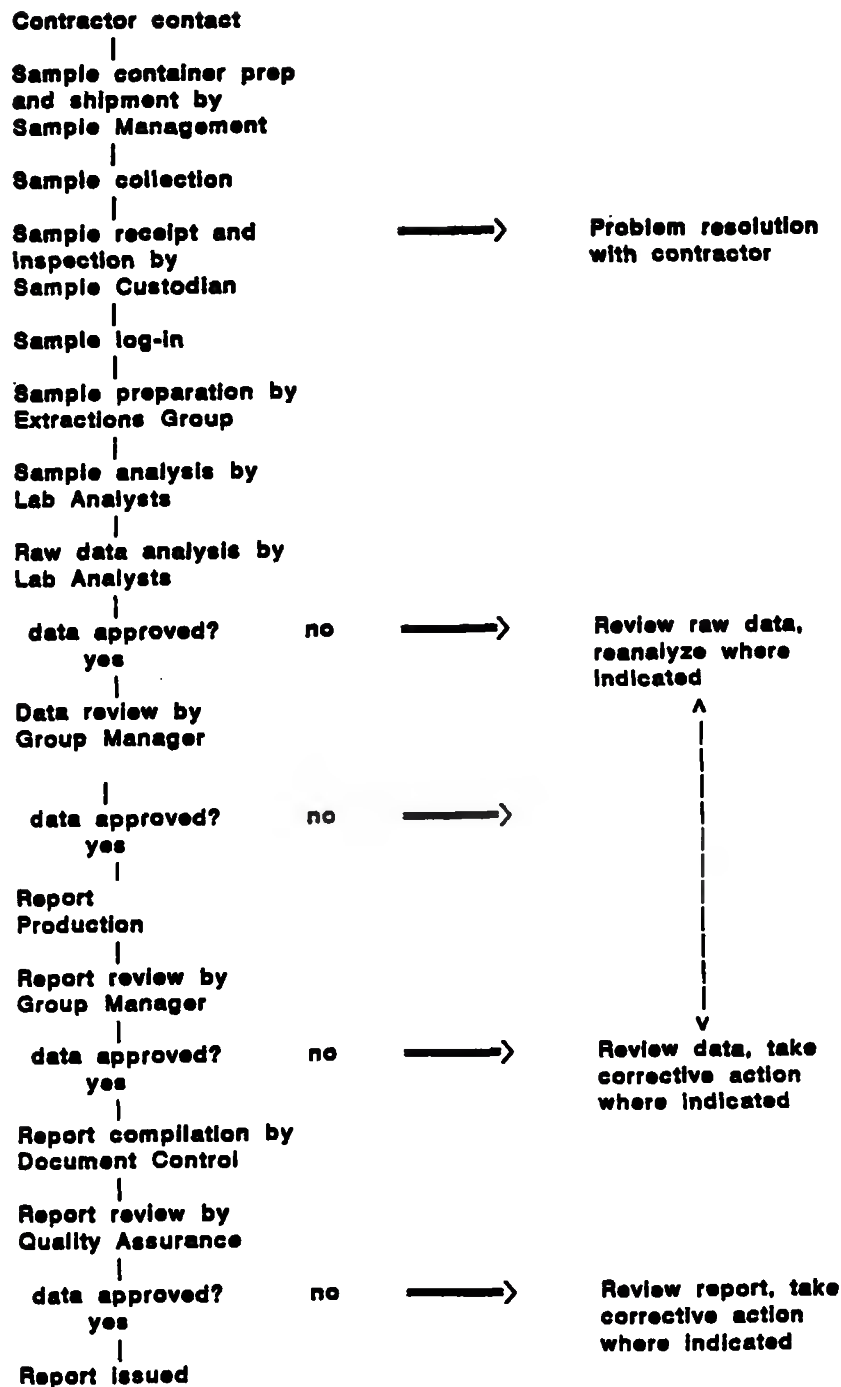 Contractor contact
Sample container prep
and shipment by
Sample Management
Sample collection
Sample receipt and
inspection by
Sample Custodian
Problem resolution
with contractor
Sample log-in
Sample preparation by
Extractions Group
Sample analysis by
Lab Analysts
Raw data analysis by
Lab Analysts
data approved? no
yes
Review raw data,
reanalyze where
indicated
Data review by
Group Manager
data approved? no
yes
Report
Production
Report review by
Group Manager
data approved? no
yes
Review data, take
corrective action
where indicated
Report compilation by
Document Control
Report review by
Quality Assurance
data approved? no
yes
Review report, take
corrective action
where indicated
Report issued